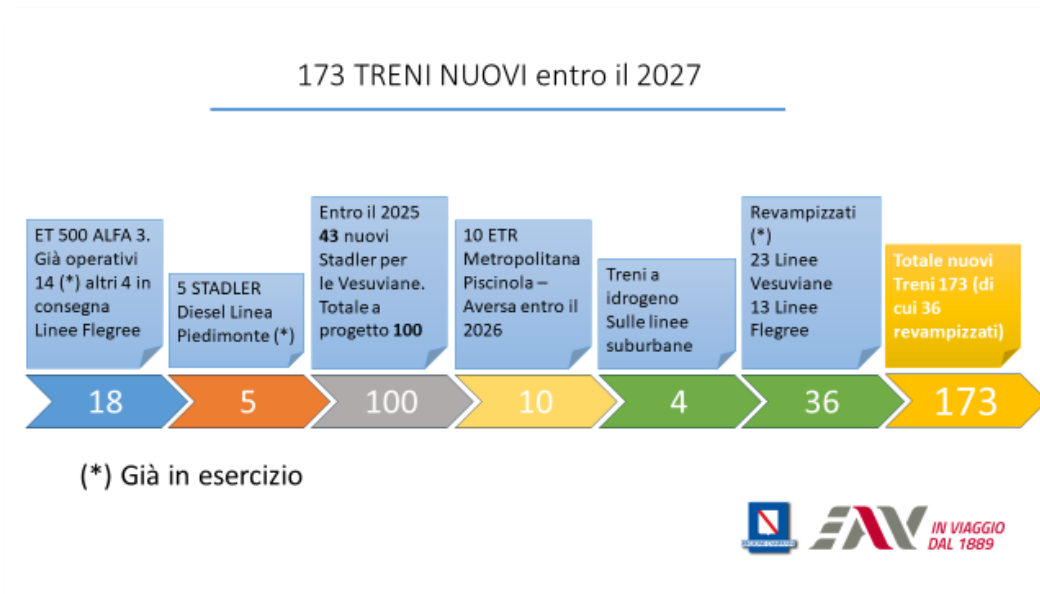 173 TRENI NUOVI entro il 2027
ET 500 ALFA 3.
Già operativi
14 (*) altri 4 in
consegna
Linee Flegree
5 STADLER
Diesel Linea
Piedimonte (*)
Entro il 2025
43 nuovi
Stadler per
le Vesuviane.
Totale a
progetto 100
10 ETR
Metropolitana
Piscinola –
Aversa entro il
2026
Treni a
idrogeno
Sulle linee
suburbane
Revampizzati
(*)
23 Linee
Vesuviane
13 Linee
Flegree
Totale nuovi
Treni 173 (di
cui 36
revampizzati)
18
5
100
10
4
36
173
(*) Già in esercizio
EAV
IN VIAGGIO
DAL 1889